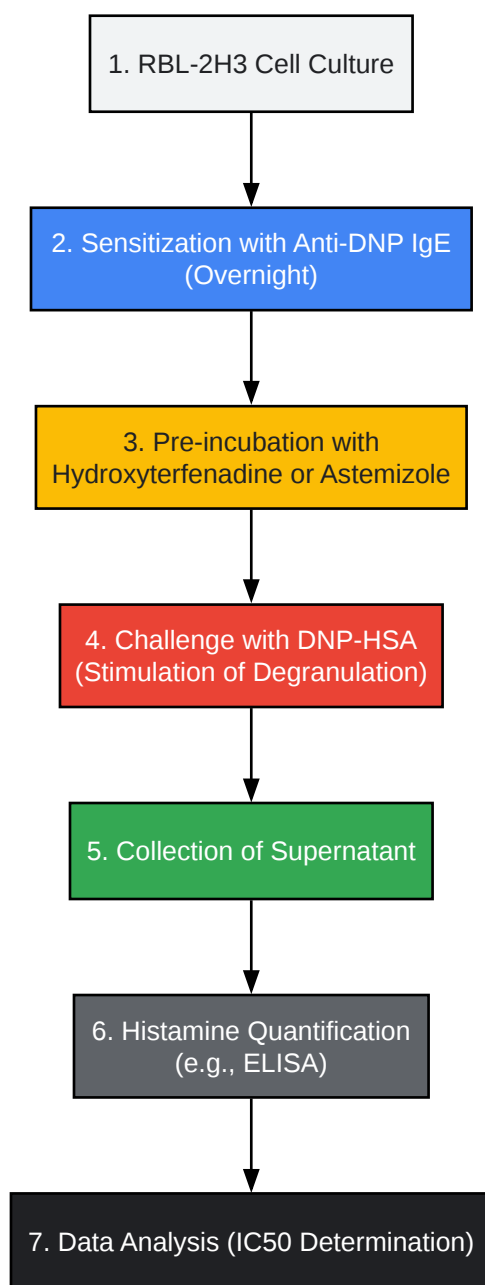 1. RBL-2H3 Cell Culture
2. Sensitization with Anti-DNP IgE
(Overnight)
3. Pre-incubation with
Hydroxyterfenadine or Astemizole
4. Challenge with DNP-HSA
(Stimulation of Degranulation)
5. Collection of Supernatant
6. Histamine Quantification
(e.g., ELISA)
7. Data Analysis (IC50 Determination)